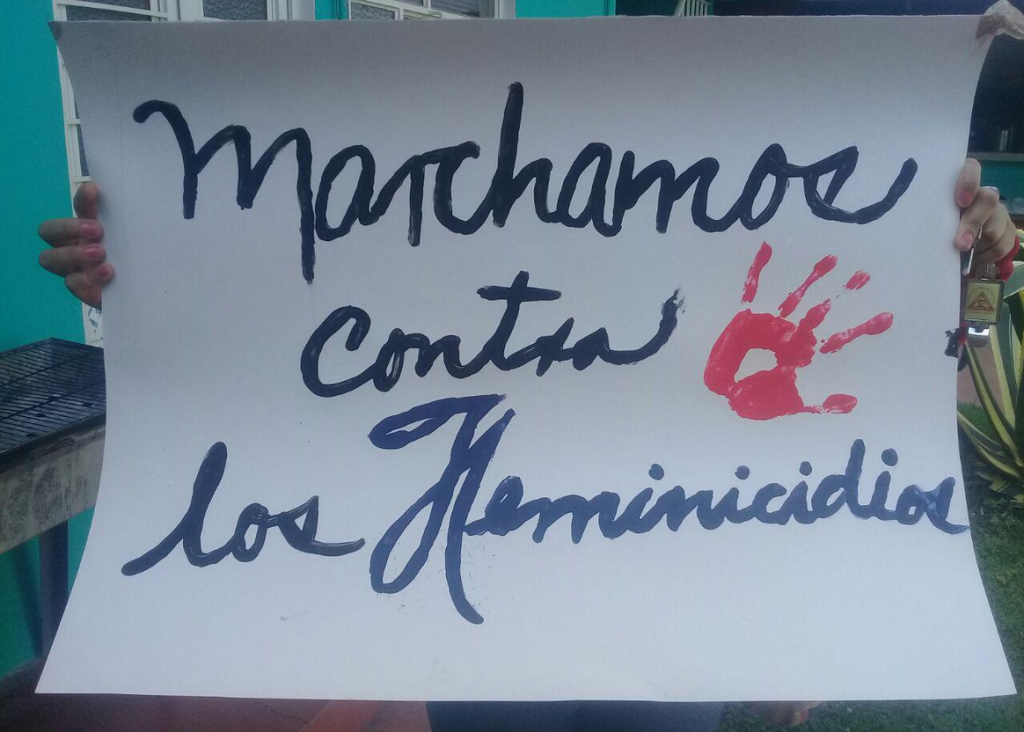 Marchamos
contra
los Feminicidios